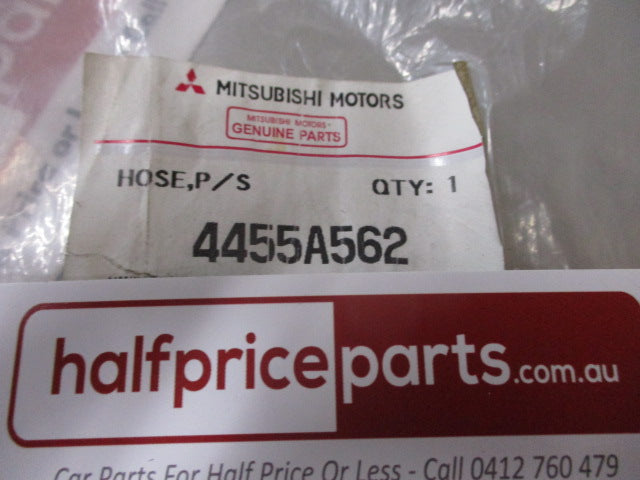 MITSUBISHI MOTORS
MITSUBISHI MOTORS
GENUINE PARTS
HOSE,P/S QTY: 1
4455A562
halfpriceparts.com.au
Car Parts For Half Price Or Less - Call 0412 760 479